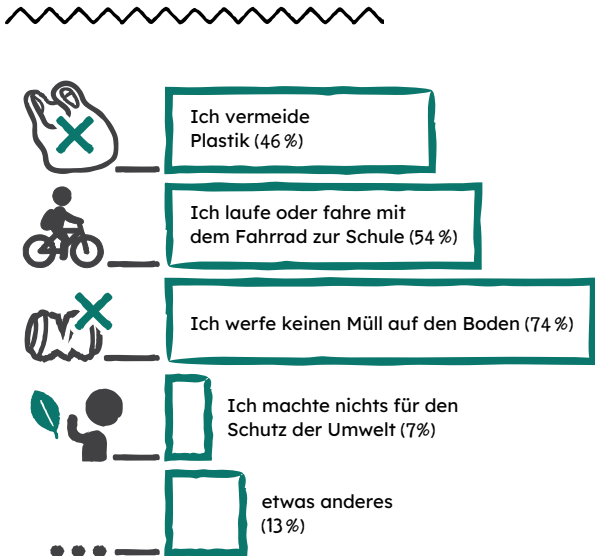 Ich vermeide
Plastik (46 %)
Ich laufe oder fahre mit
dem Fahrrad zur Schule (54 %)
Ich werfe keinen Müll auf den Boden (74 %)
Ich machte nichts für den
Schutz der Umwelt (7%)
etwas anderes
(13 %)